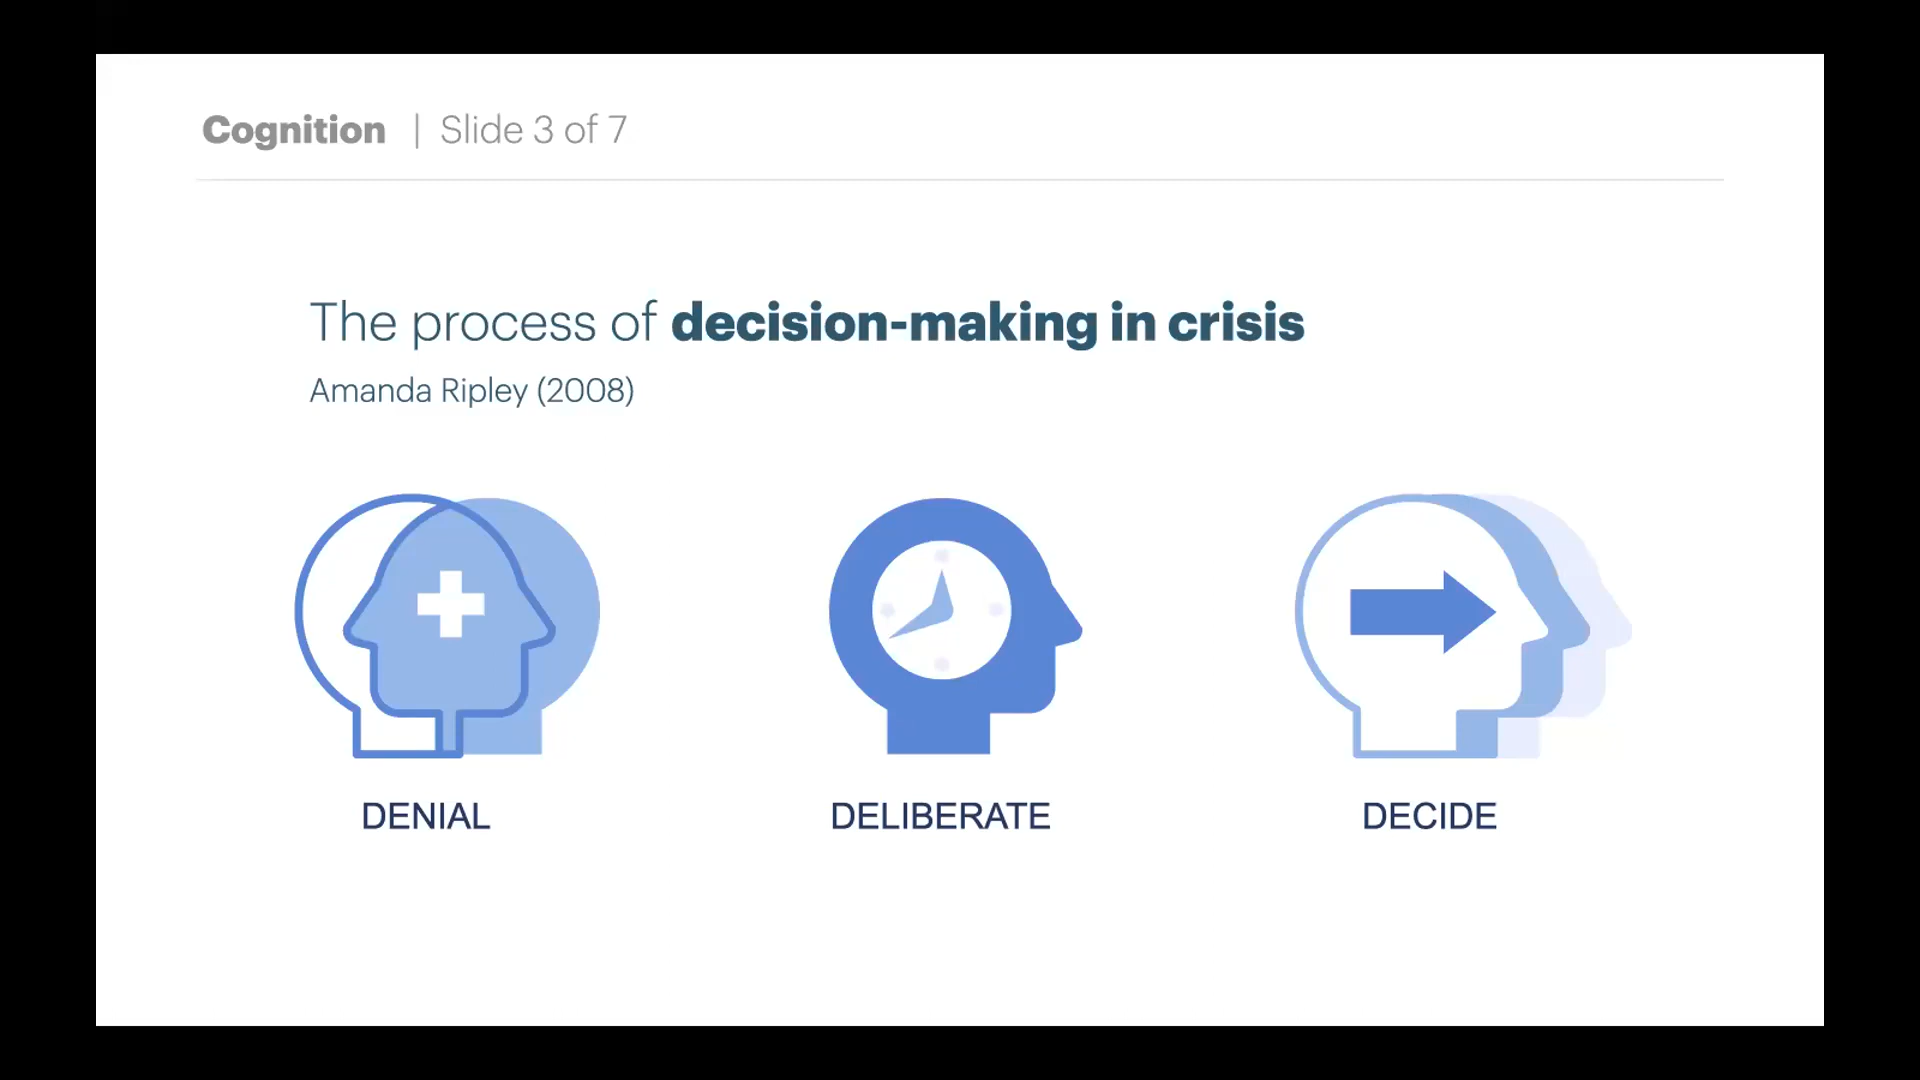 Cognition | Slide 3 of 7
The process of decision-making in crisis
Amanda Ripley (2008)
DENIAL
DELIBERATE
DECIDE